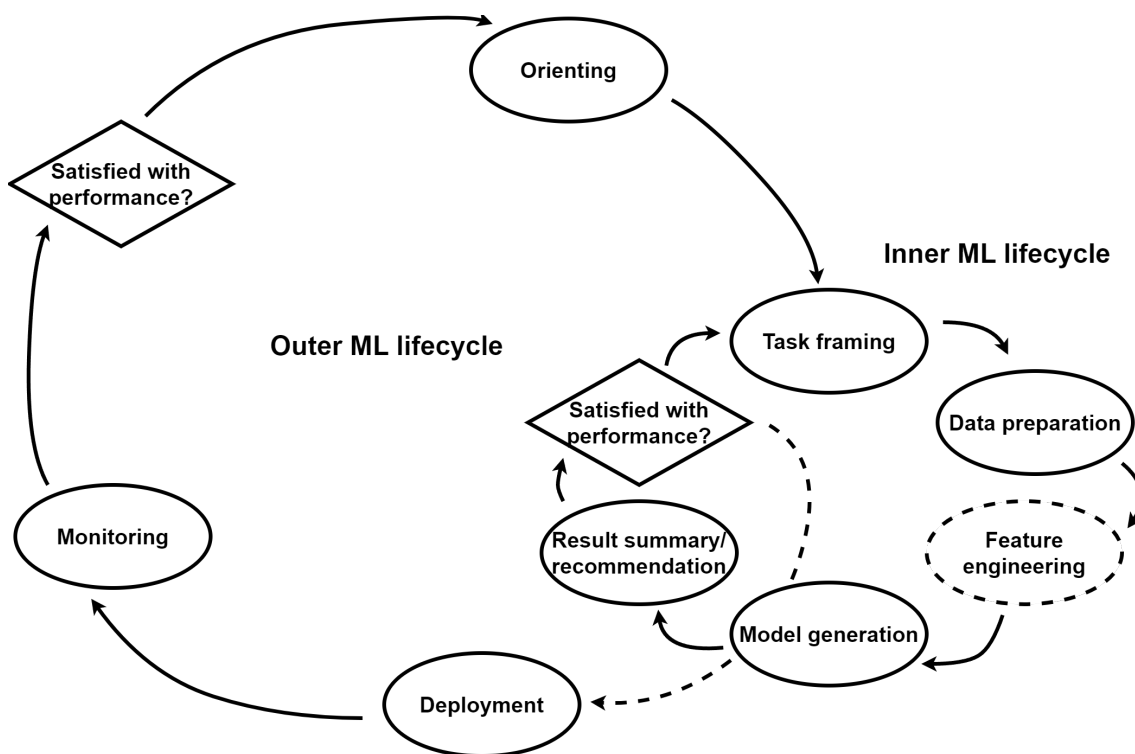 Orienting
Satisfied with
performance?
Inner ML lifecycle
Outer ML lifecycle
Task framing
Satisfied with
performance?
Data preparation
Monitoring
Result summary/
recommendation
Feature
engineering
Model generation
Deployment